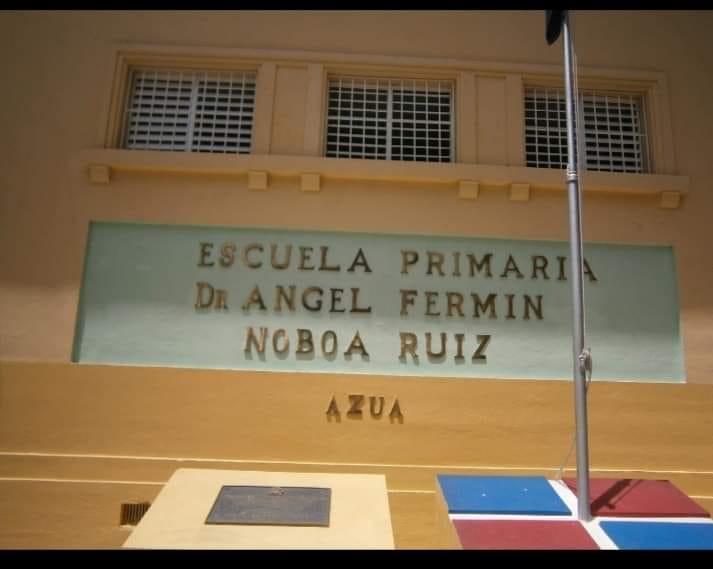 ESCUELA PRIMARIA
DR ANGEL FERMIN
NOBOA RUIZ
AZUA